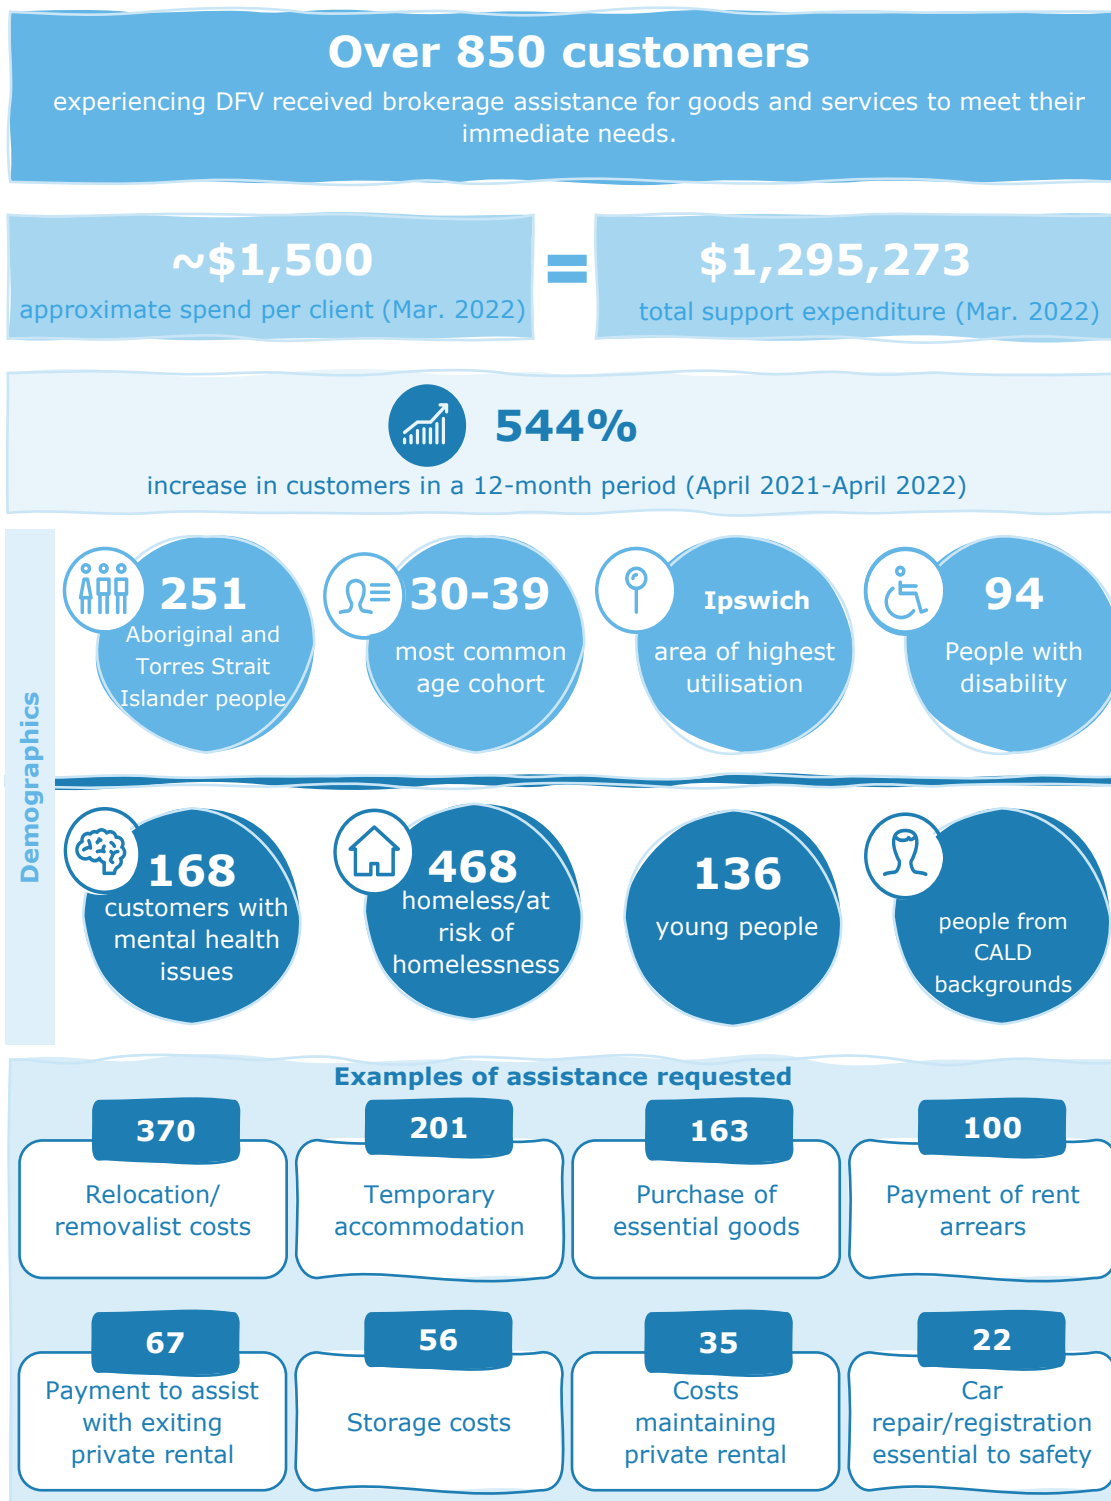 Over 850 customers
experiencing DFV received brokerage assistance for goods and services to meet their
immediate needs.
~$1,500
approximate spend per client (Mar. 2022)
=
$1,295,273
total support expenditure (Mar. 2022)
544%
increase in customers in a 12-month period (April 2021-April 2022)
Demographics
251
Aboriginal and
Torres Strait
Islander people
30-39
most common
age cohort
Ipswich
area of highest
utilisation
94
People with
disability
168
customers with
mental health
issues
468
homeless/at
risk of
homelessness
136
young people
people from
CALD
backgrounds
Examples of assistance requested
370
Relocation/
removalist costs
201
Temporary
accommodation
163
Purchase of
essential goods
100
Payment of rent
arrears
67
Payment to assist
with exiting
private rental
56
Storage costs
35
Costs
maintaining
private rental
22
Car
repair/registration
essential to safety